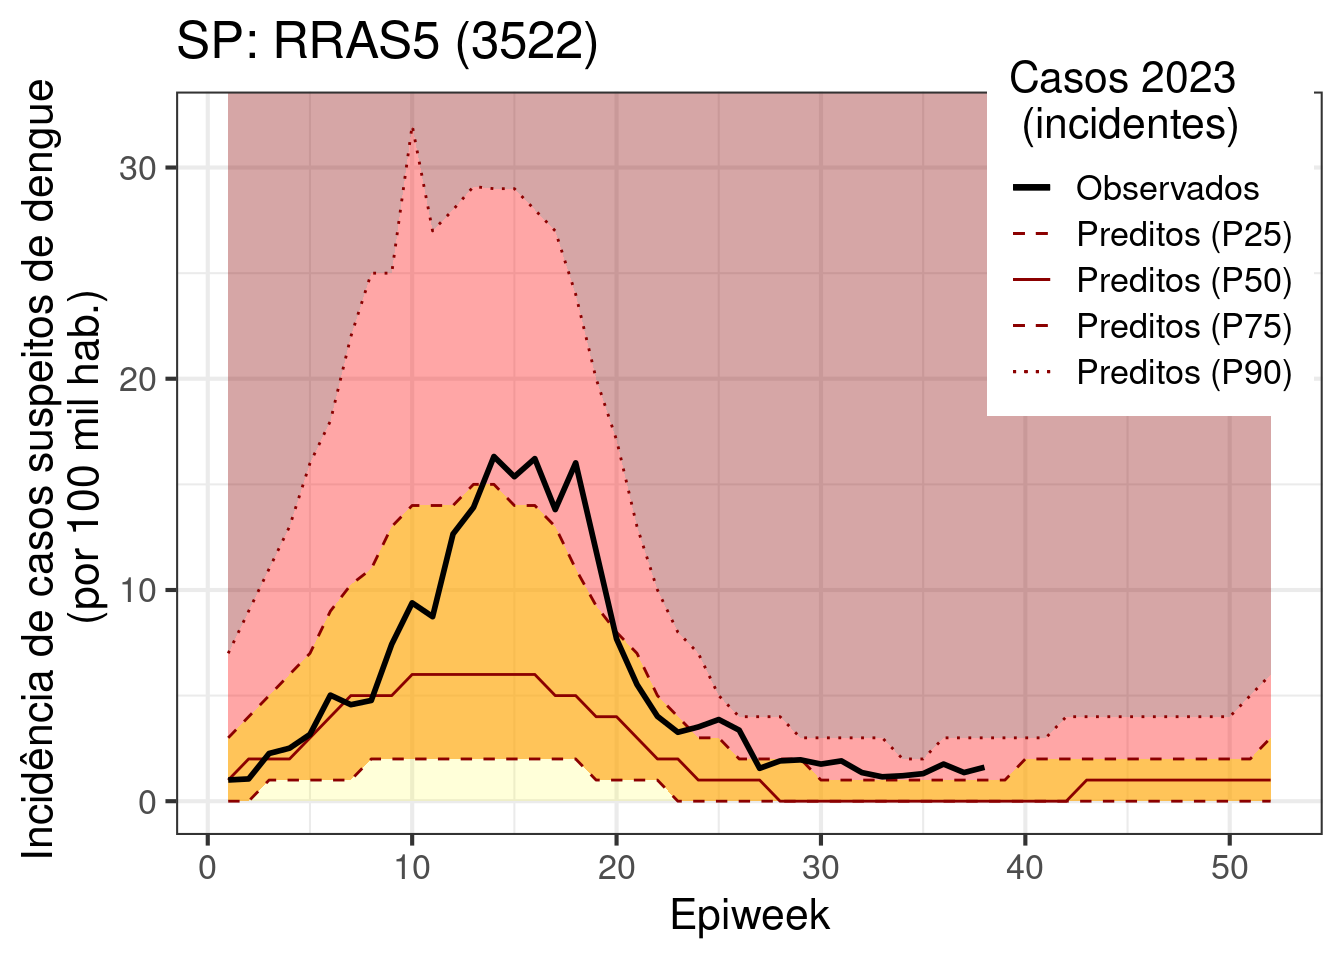 SP: RRAS5 (3522)
Incidência de casos suspeitos de dengue
(por 100 mil hab.)
30
20
10
0
Casos 2023
(incidentes)
Observados
Preditos (P25)
Preditos (P50)
Preditos (P75)
Preditos (P90)
0 10 20 30 40 50
Epiweek